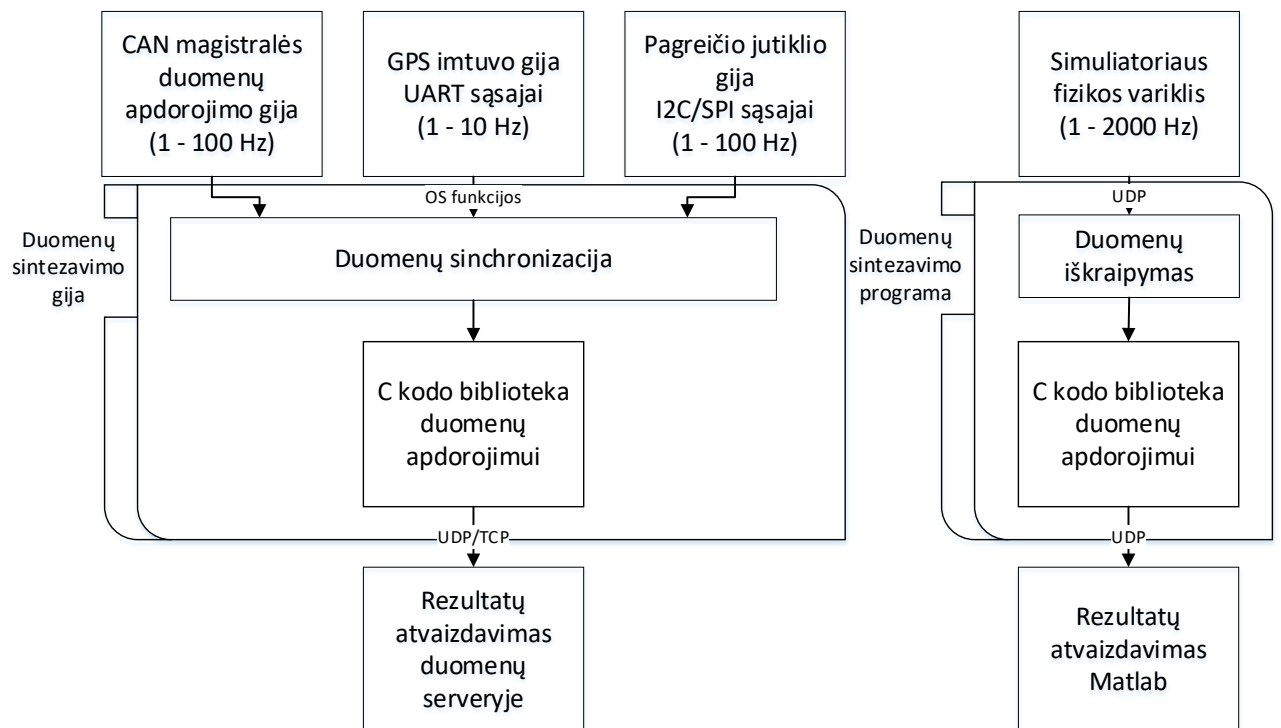 CAN magistralės
duomenų
apdorojimo gija
(1 - 100 Hz)
GPS imtuvo gija
UART sąsajai
(1 - 10 Hz)
Pagreičio jutiklio
gija
I2C/SPI sąsajai
(1 - 100 Hz)
OS funkcijos
Duomenų
sintezavimo
gija
Duomenų sinchronizacija
C kodo biblioteka
duomenų
apdorojimui
UDP/TCP
Rezultatų
atvaizdavimas
duomenų
serveryje
Simuliatoriaus
fizikos variklis
(1 - 2000 Hz)
UDP
Duomenų
sintezavimo
programa
Duomenų
iškraipymas
C kodo biblioteka
duomenų
apdorojimui
UDP
Rezultatų
atvaizdavimas
Matlab